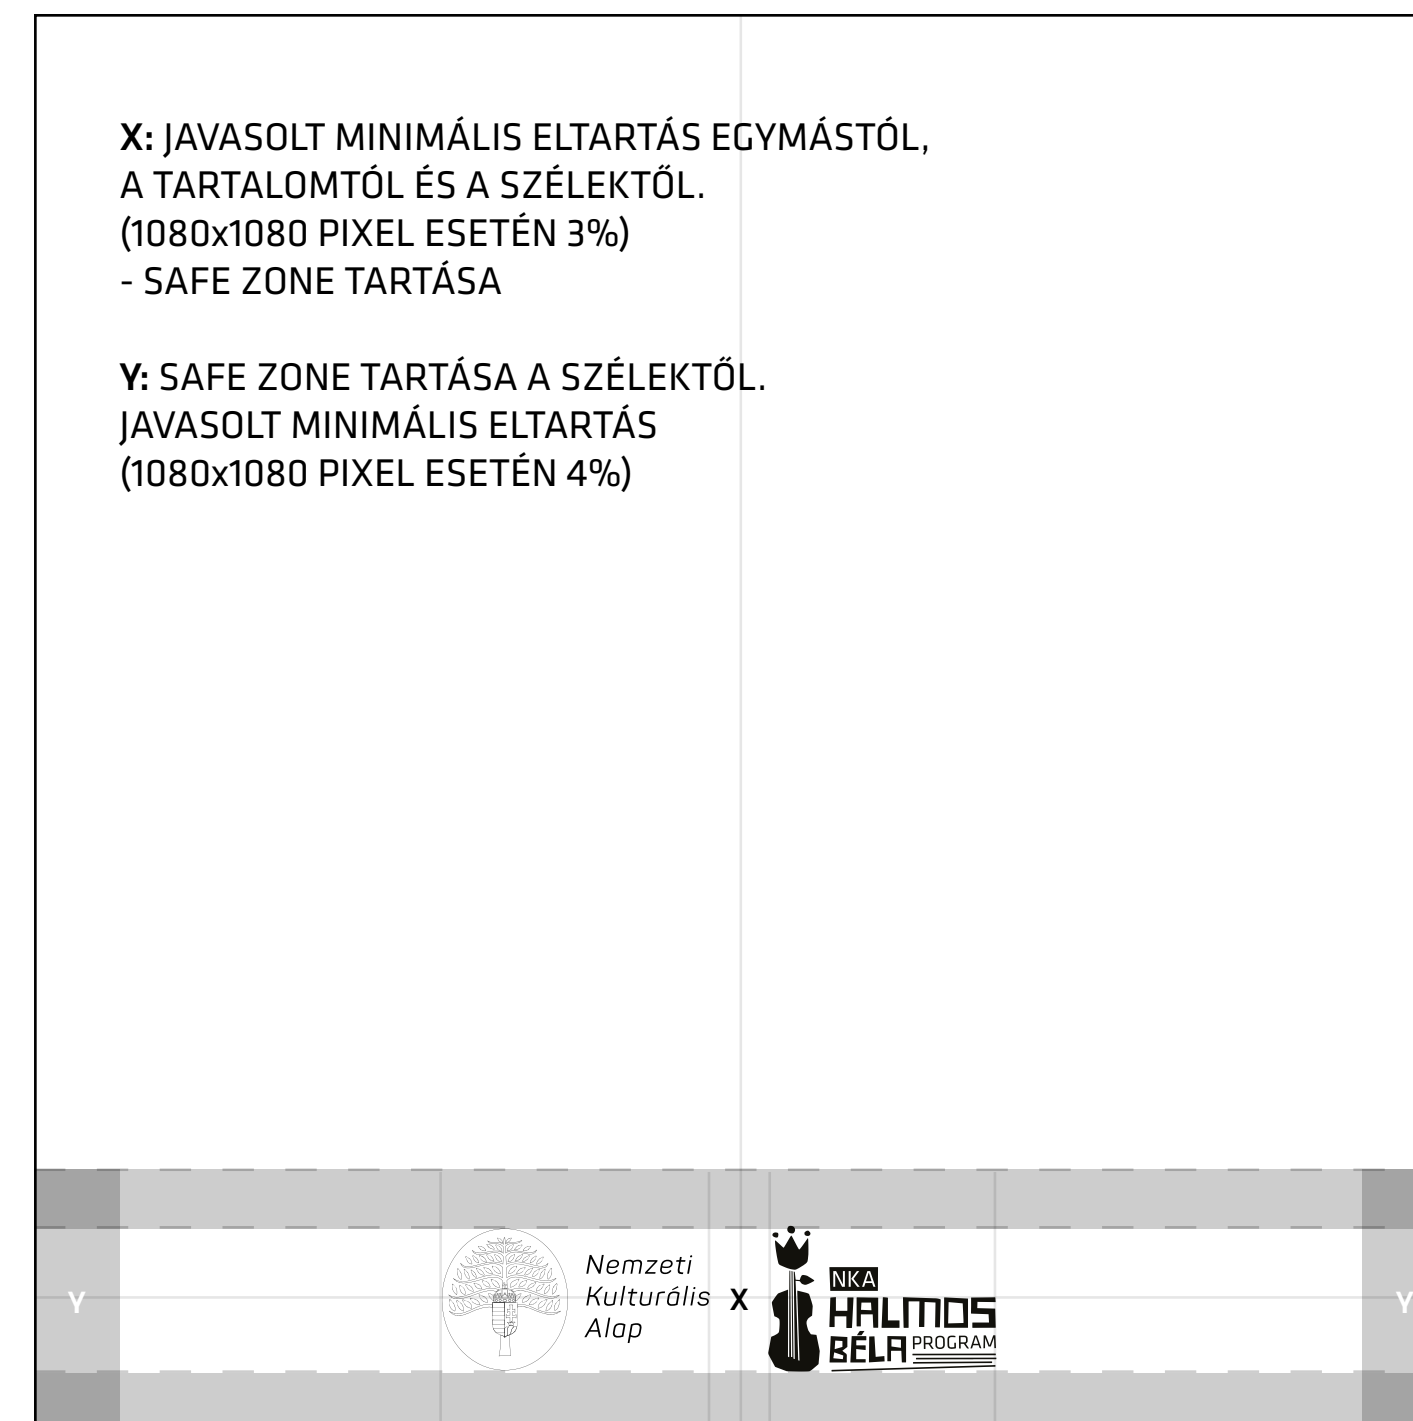 X: JAVASOLT MINIMÁLIS ELTARTÁS EGYMÁSTÓL,
A TARTALOMTÓL ÉS A SZÉLEKTŐL.
(1080x1080 PIXEL ESETÉN 3%)
- SAFE ZONE TARTÁSA
Y: SAFE ZONE TARTÁSA A SZÉLEKTŐL.
JAVASOLT MINIMÁLIS ELTARTÁS
(1080x1080 PIXEL ESETÉN 4%)
Y
Nemzeti
Kulturális
Alap
X
NKA
HALMOS
BÉLA PROGRAM
Y